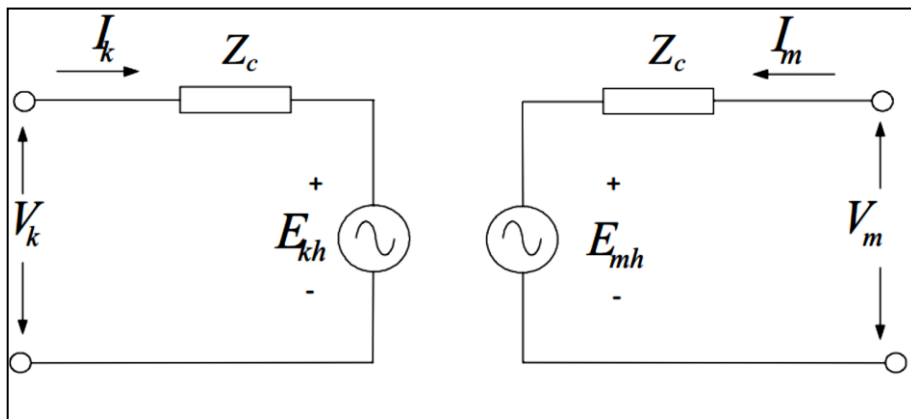 I_k Z_c Z_c I_m
+ +
V_k E_kh E_mh V_m
- -